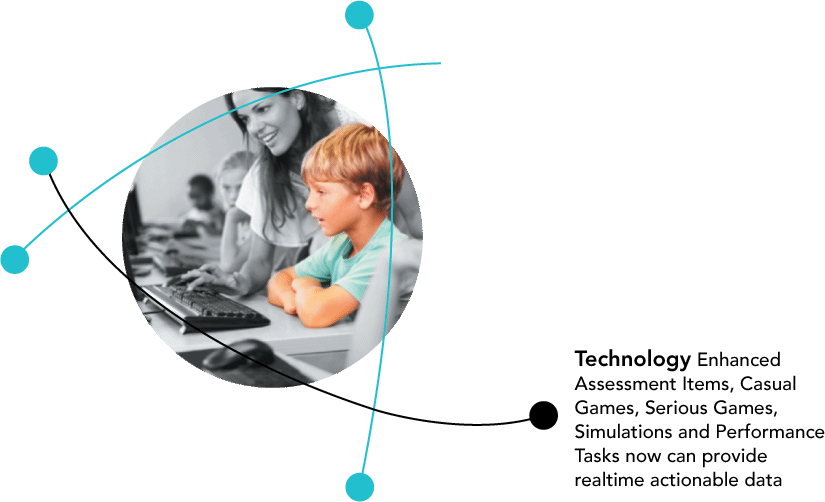 Technology Enhanced
Assessment Items, Casual
Games, Serious Games,
Simulations and Performance
Tasks now can provide
realtime actionable data